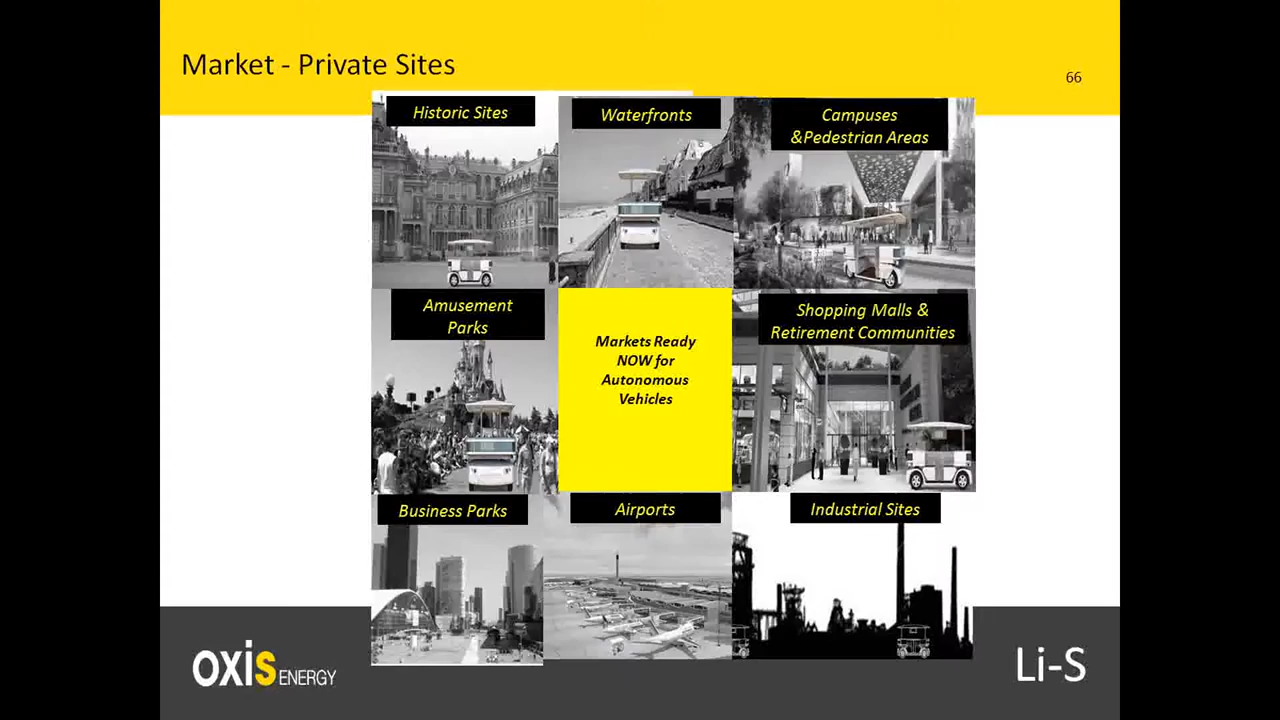 Market - Private Sites
66
Historic Sites
Waterfronts
Campuses
&Pedestrian Areas
Amusement
Parks
Markets Ready
NOW for
Autonomous
Vehicles
Shopping Malls &
Retirement Communities
Business Parks
Airports
Industrial Sites
OXIS ENERGY
Li-S